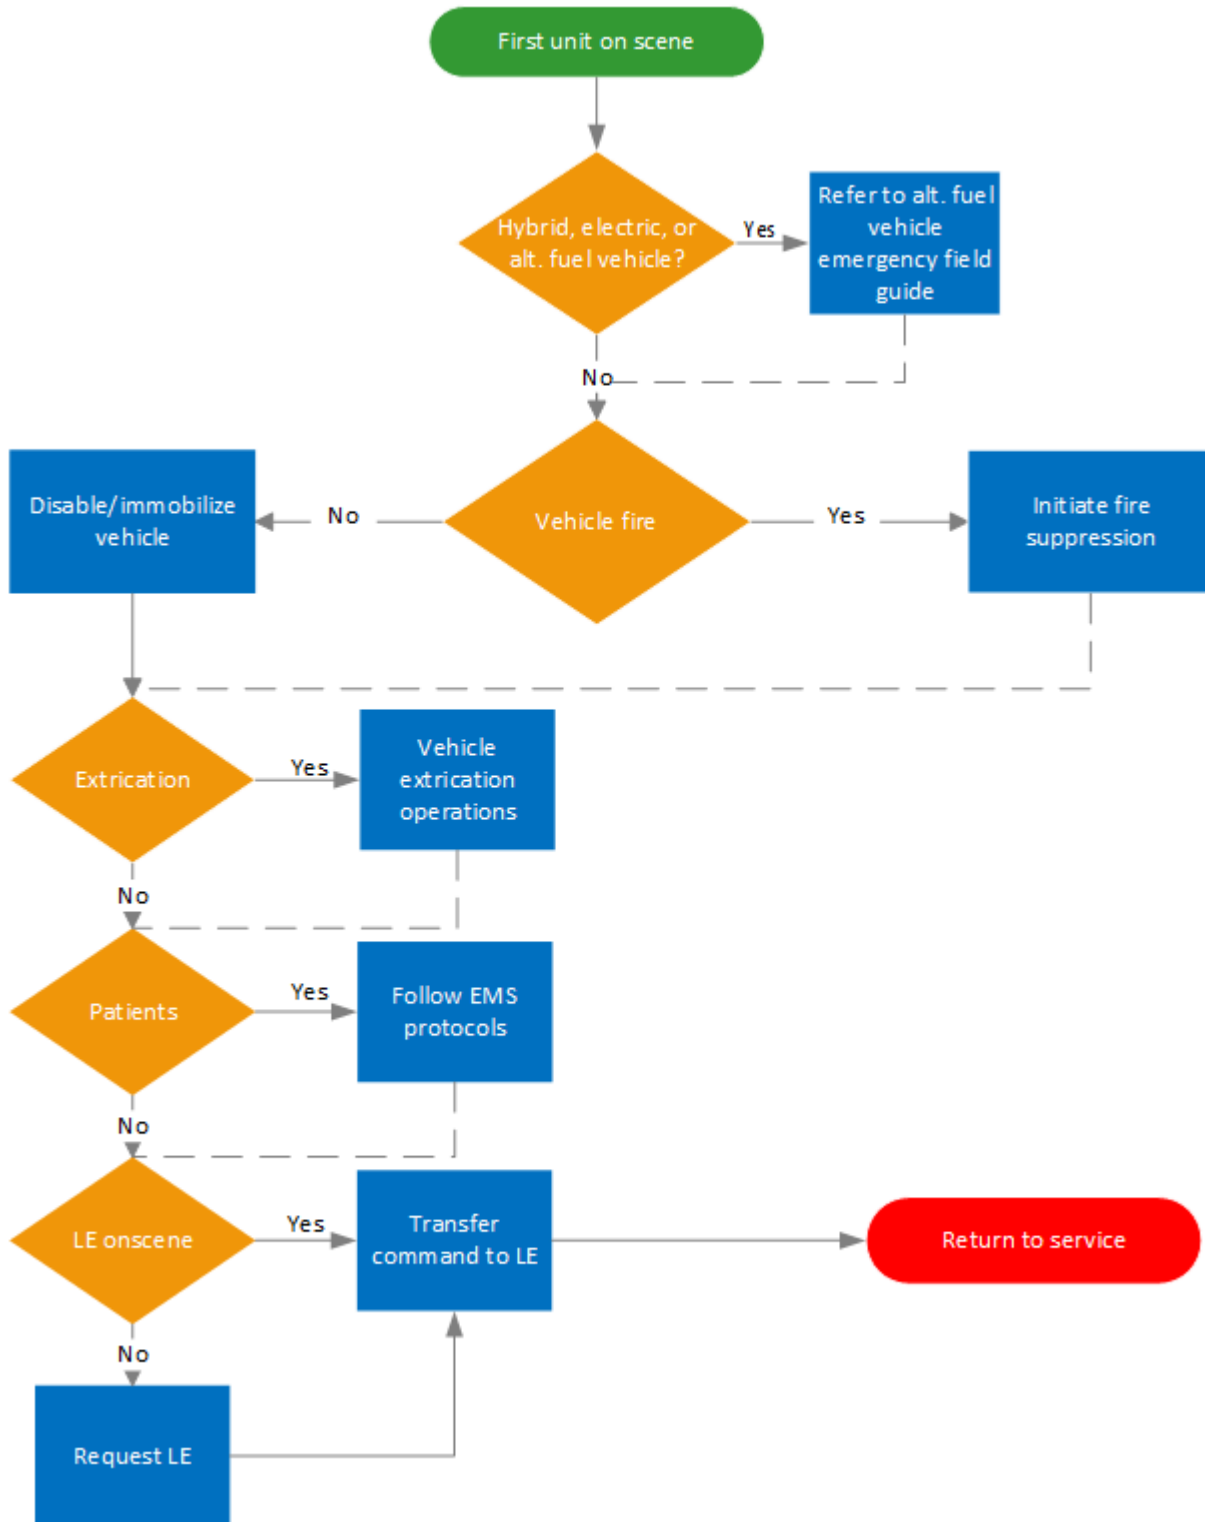 First unit on scene
Hybrid, electric, or
alt. fuel vehicle?
Yes
Refer to alt. fuel
vehicle
emergency field
guide
No
Vehicle fire
No
Disable/immobilize
vehicle
Yes
Initiate fire
suppression
Extrication
Yes
Vehicle
extrication
operations
No
Patients
Yes
Follow EMS
protocols
No
LE onscene
Yes
Transfer
command to LE
Return to service
No
Request LE